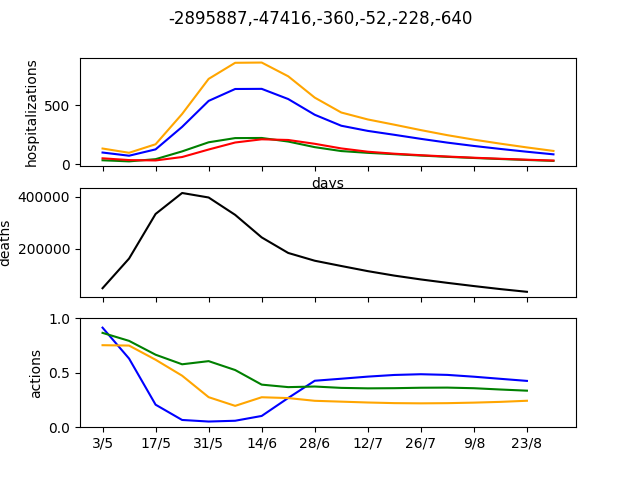 -2895887,-47416,-360,-52,-228,-640
hospitalizations
500
0
days
deaths
400000
200000
actions
1.0
0.5
0.0
3/5 17/5 31/5 14/6 28/6 12/7 26/7 9/8 23/8